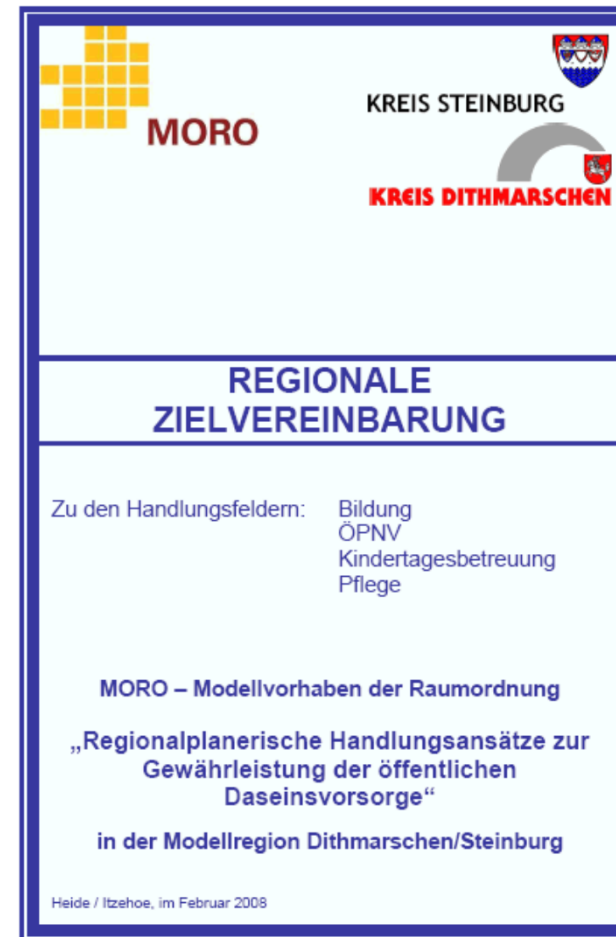 MORO
KREIS STEINBURG
KREIS DITHMARSCHEN
REGIONALE
ZIELVEREINBARUNG
Zu den Handlungsfeldern: Bildung
ÖPNV
Kindertagesbetreuung
Pflege
MORO – Modellvorhaben der Raumordnung
„Regionalplanerische Handlungsansätze zur
Gewährleistung der öffentlichen
Daseinsvorsorge“
in der Modellregion Dithmarschen/Steinburg
Heide / Itzehoe, im Februar 2008